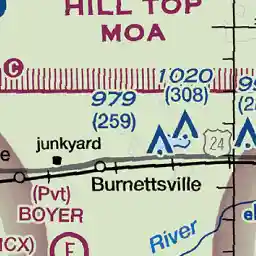 HILL TOP
MOA
C
1020
(308)
979
(259)
24
junkyard
Burnettsville
(Pvt)
BOYER
River
F